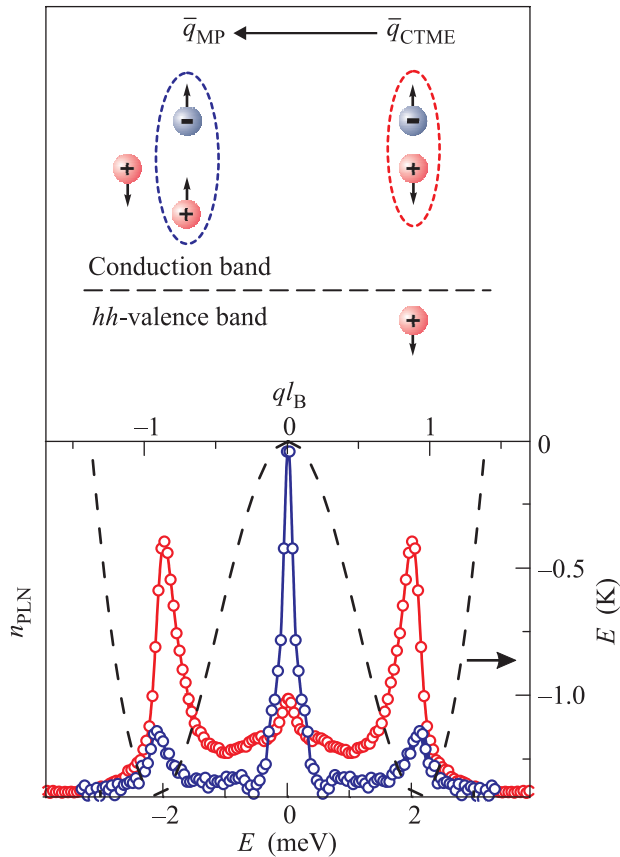 q̅MP ← q̅CTME
− −
+ + +
Conduction band
hh-valence band
+
qlB
−1 0 1
0
−0.5
−1.0
nPLN
E (K)
−2 0 2
E (meV)